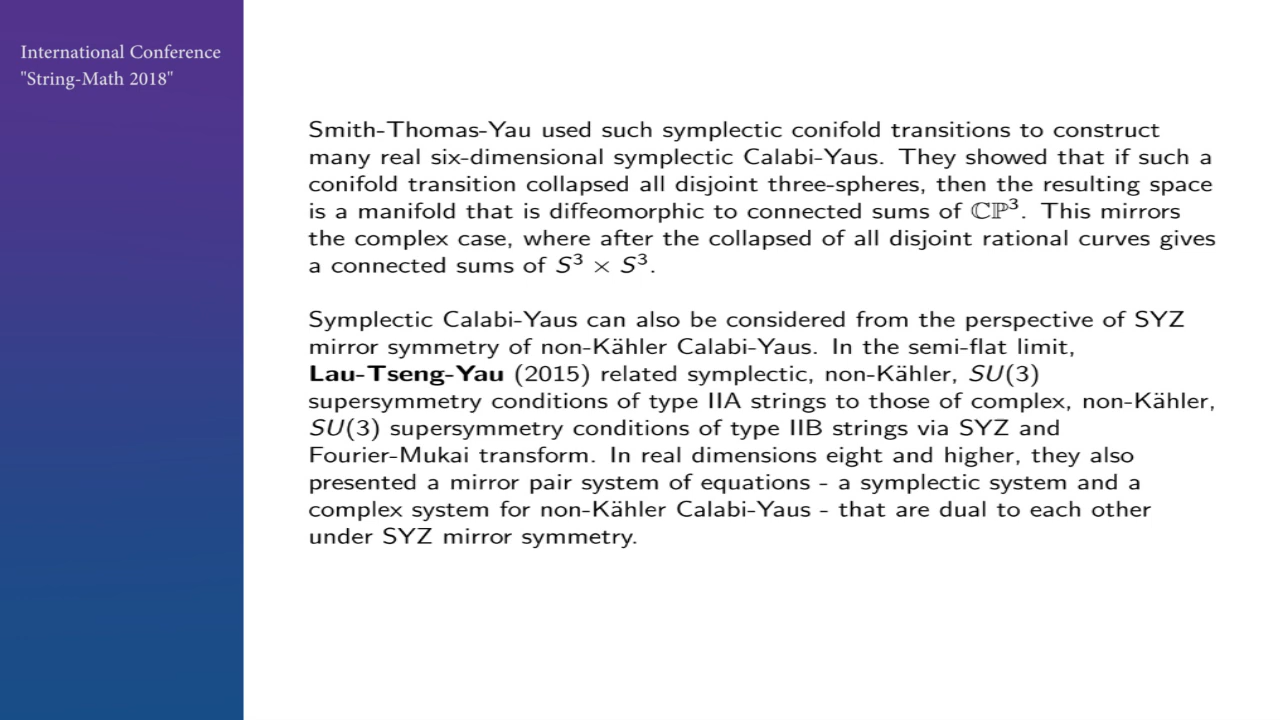 International Conference
"String-Math 2018"
Smith-Thomas-Yau used such symplectic conifold transitions to construct
many real six-dimensional symplectic Calabi-Yaus. They showed that if such a
conifold transition collapsed all disjoint three-spheres, then the resulting space
is a manifold that is diffeomorphic to connected sums of ℂℙ³. This mirrors
the complex case, where after the collapsed of all disjoint rational curves gives
a connected sums of S³ × S³.
Symplectic Calabi-Yaus can also be considered from the perspective of SYZ
mirror symmetry of non-Kähler Calabi-Yaus. In the semi-flat limit,
Lau-Tseng-Yau (2015) related symplectic, non-Kähler, SU(3)
supersymmetry conditions of type IIA strings to those of complex, non-Kähler,
SU(3) supersymmetry conditions of type IIB strings via SYZ and
Fourier-Mukai transform. In real dimensions eight and higher, they also
presented a mirror pair system of equations - a symplectic system and a
complex system for non-Kähler Calabi-Yaus - that are dual to each other
under SYZ mirror symmetry.